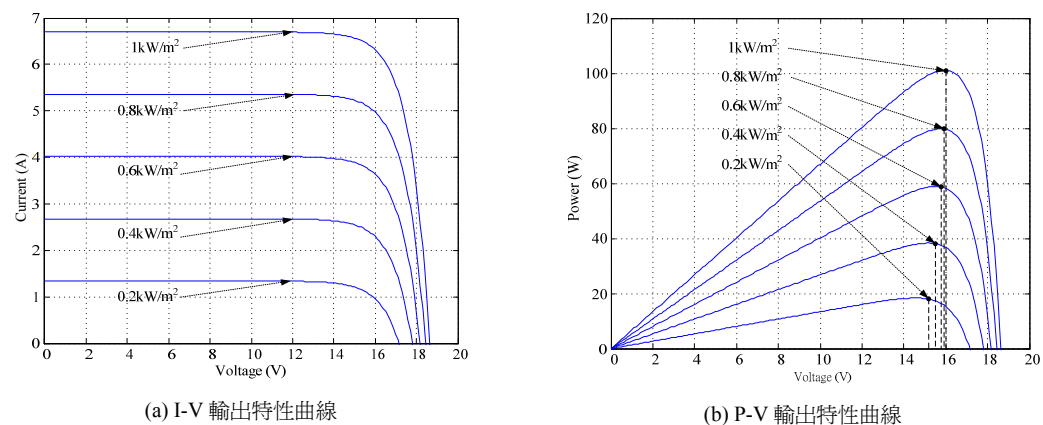 7
6
5
4
3
2
1
0
Current (A)
1kW/m²
0.8kW/m²
0.6kW/m²
0.4kW/m²
0.2kW/m²
0 2 4 6 8 10 12 14 16 18 20
Voltage (V)
(a) I-V 輸出特性曲線
120
100
80
60
40
20
0
Power (W)
1kW/m²
0.8kW/m²
0.6kW/m²
0.4kW/m²
0.2kW/m²
0 2 4 6 8 10 12 14 16 18 20
Voltage (V)
(b) P-V 輸出特性曲線